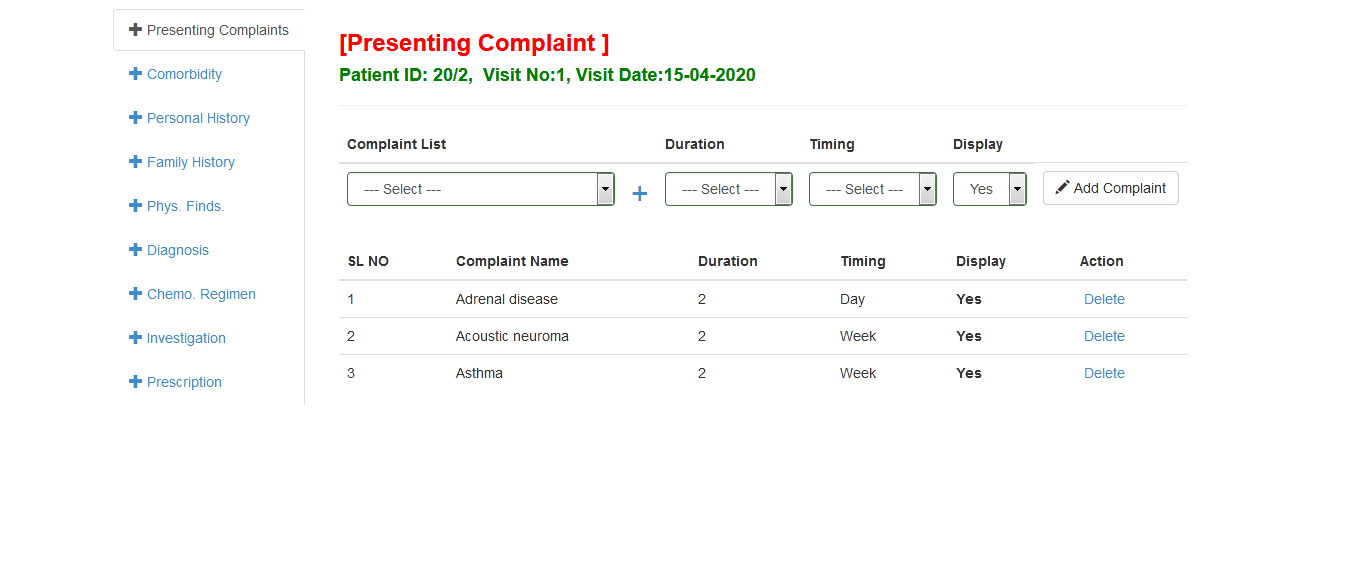 Presenting Complaints
Comorbidity
Personal History
Family History
Phys. Finds.
Diagnosis
Chemo. Regimen
Investigation
Prescription
[Presenting Complaint ]
Patient ID: 20/2,  Visit No:1, Visit Date:15-04-2020
Complaint List Duration Timing Display
--- Select --- --- Select --- --- Select --- Yes Add Complaint
SL NO Complaint Name Duration Timing Display Action
1 Adrenal disease 2 Day Yes Delete
2 Acoustic neuroma 2 Week Yes Delete
3 Asthma 2 Week Yes Delete